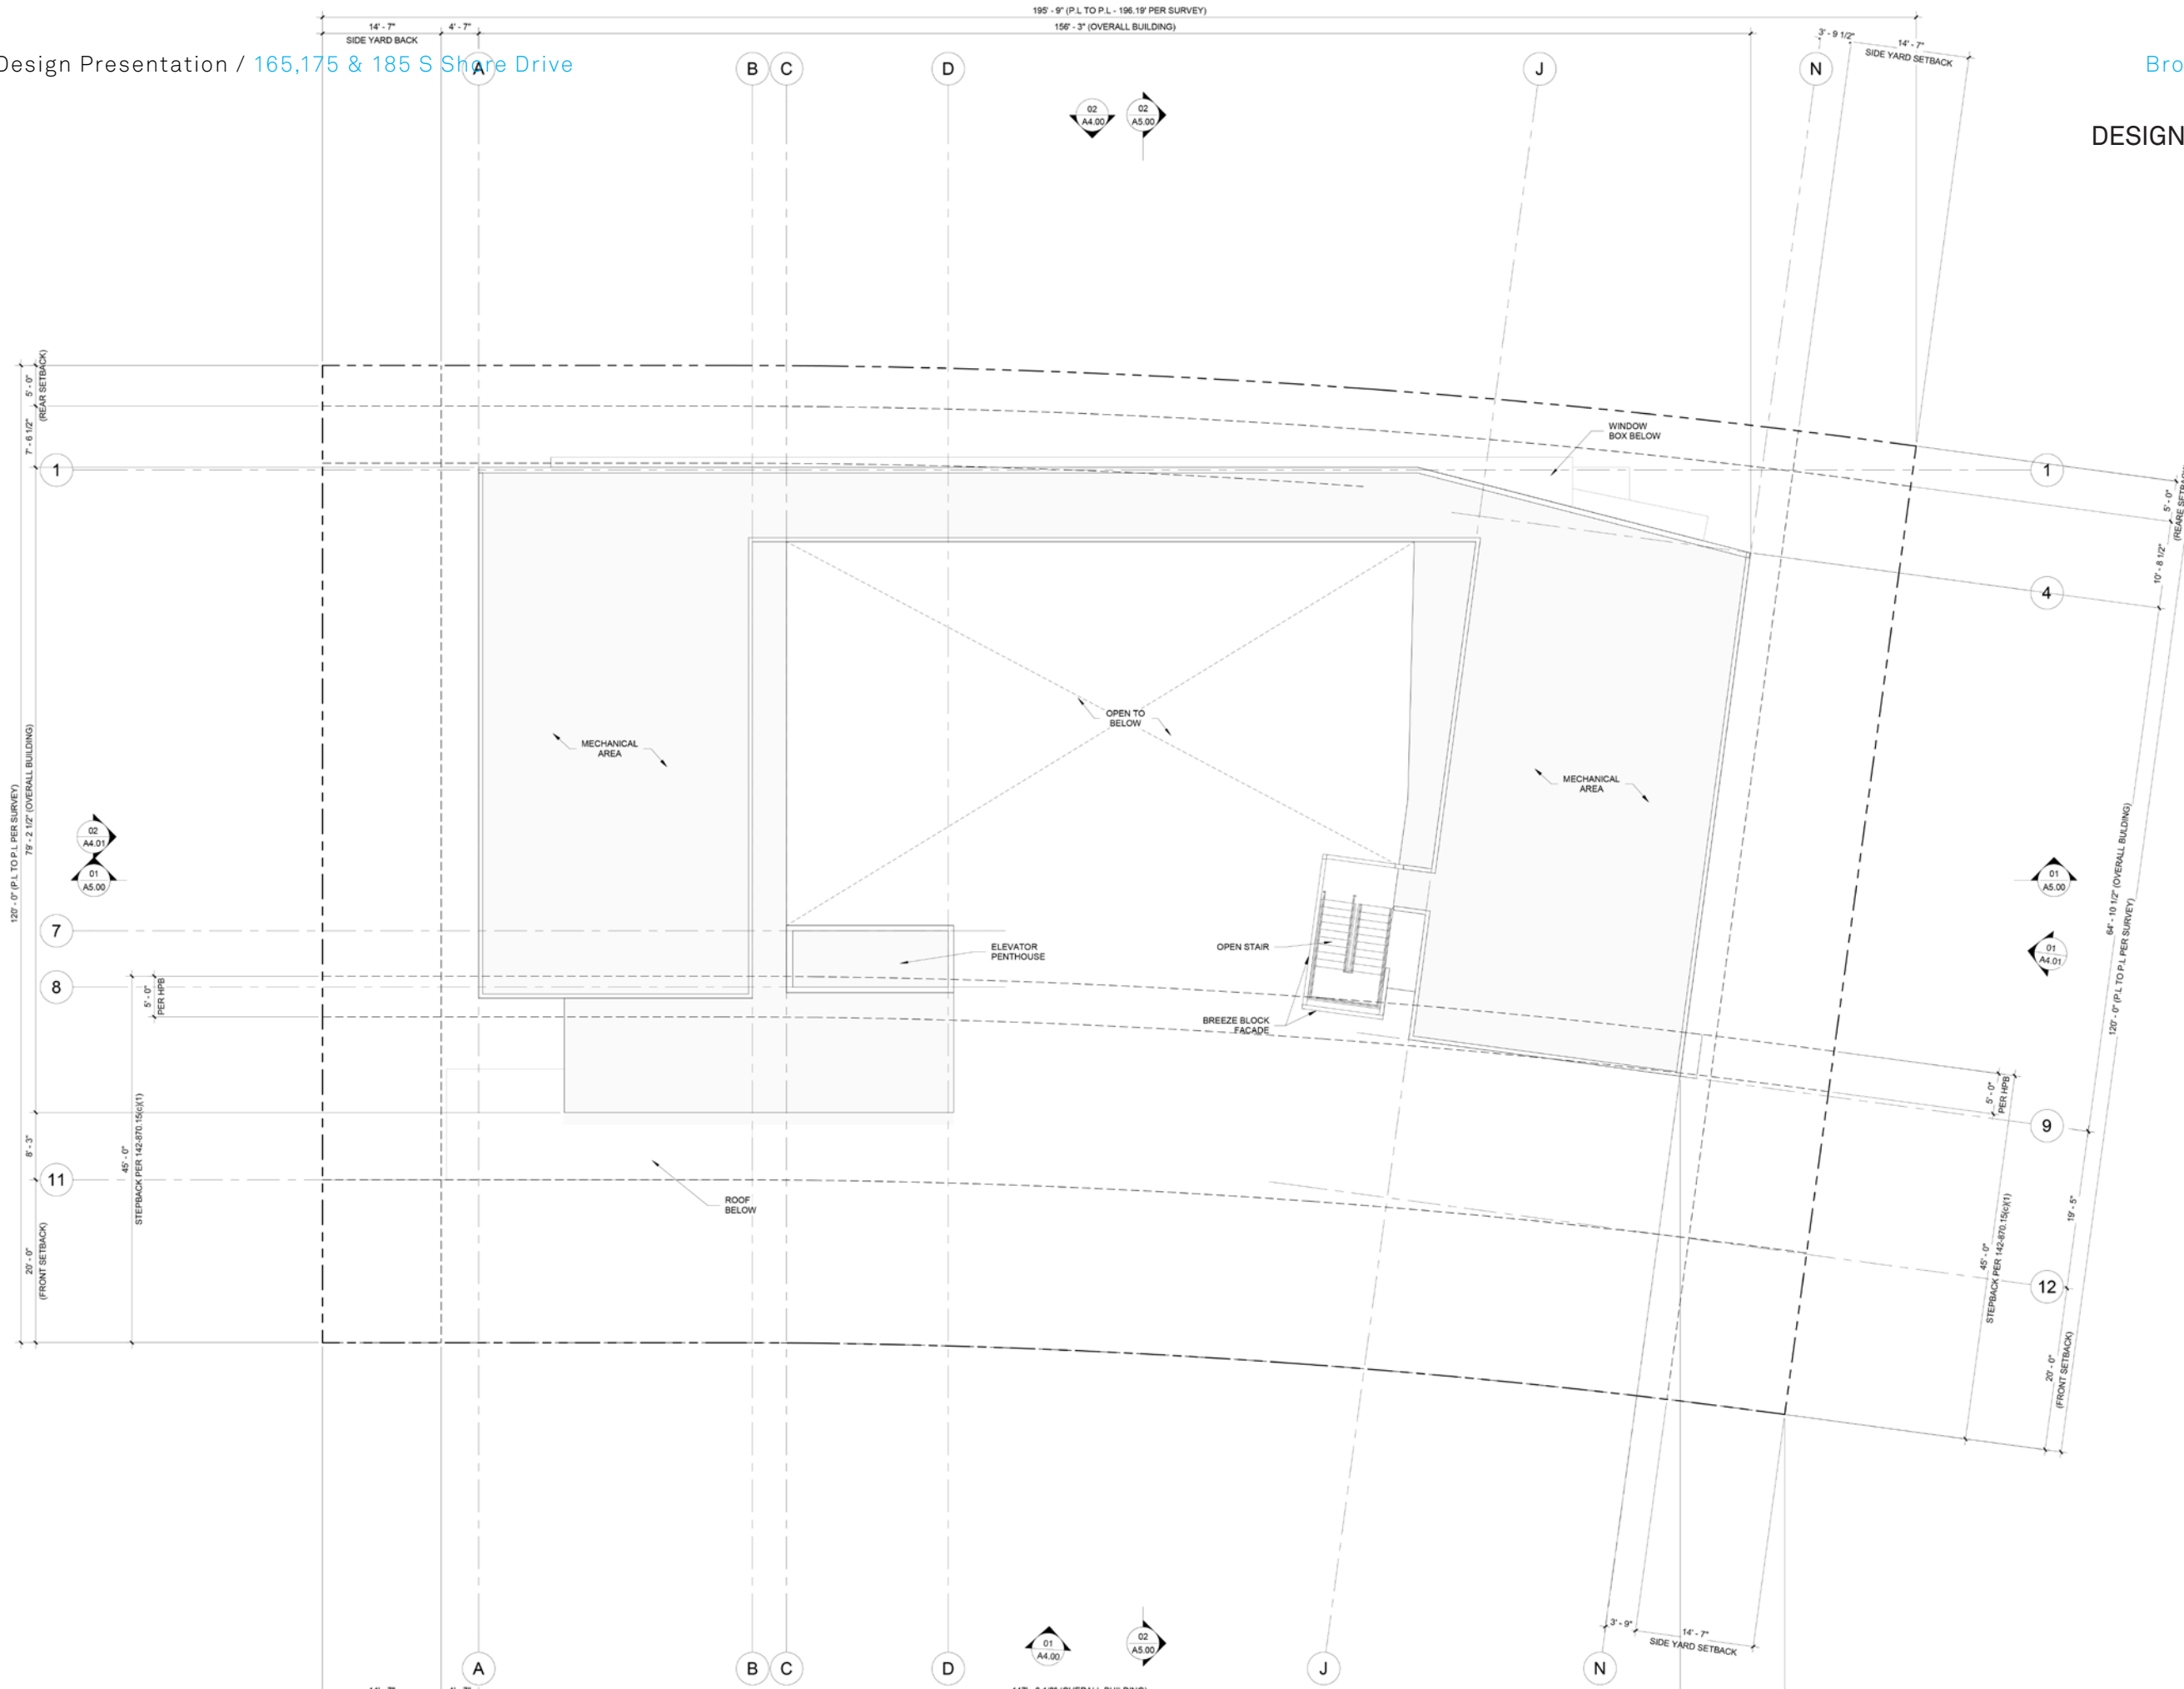 195' - 9" (P.L TO P.L - 196.19' PER SURVEY)
14' - 7"
4' - 7"
156' - 3" (OVERALL BUILDING)
SIDE YARD BACK
3' - 9 1/2"
14' - 7"
SIDE YARD SETBACK
Design Presentation / 165,175 & 185 S Shore Drive
Bro
DESIGN
A
B
C
D
J
N
02
A4.00
02
A5.00
5' - 0"
(REAR SETBACK)
7' - 6 1/2"
1
WINDOW
BOX BELOW
1
5' - 0"
10' - 8 1/2"
4
120' - 0" (P.L TO P.L PER SURVEY)
79' - 2 1/2" (OVERALL BUILDING)
MECHANICAL
AREA
OPEN TO
BELOW
MECHANICAL
AREA
02
A4.01
01
A5.00
01
A5.00
01
A4.01
64' - 10 1/2" (OVERALL BUILDING)
120' - 0" (P.L TO P.L PER SURVEY)
7
8
ELEVATOR
PENTHOUSE
OPEN STAIR
BREEZE BLOCK
FACADE
5' - 0"
PER HPB
5' - 0"
PER HPB
9
8' - 3"
45' - 0"
STEPBACK PER 142-870.15(c)(1)
11
ROOF
BELOW
20' - 0"
(FRONT SETBACK)
19' - 5"
45' - 0"
STEPBACK PER 142-870.15(c)(1)
12
20' - 0"
(FRONT SETBACK)
3' - 9"
14' - 7"
SIDE YARD SETBACK
01
A4.00
02
A5.00
A
B
C
D
J
N